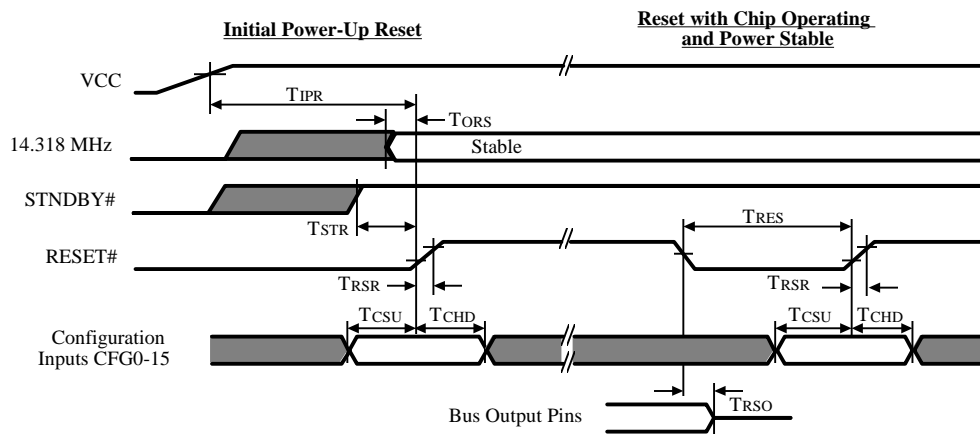 Initial Power-Up Reset
Reset with Chip Operating
and Power Stable
VCC
TIPR
TORS
14.318 MHz
Stable
STNDBY#
TSTR
TRES
RESET#
TRSR
TRSR
TCSU
TCHD
TCSU
TCHD
Configuration
Inputs CFG0-15
TRSO
Bus Output Pins